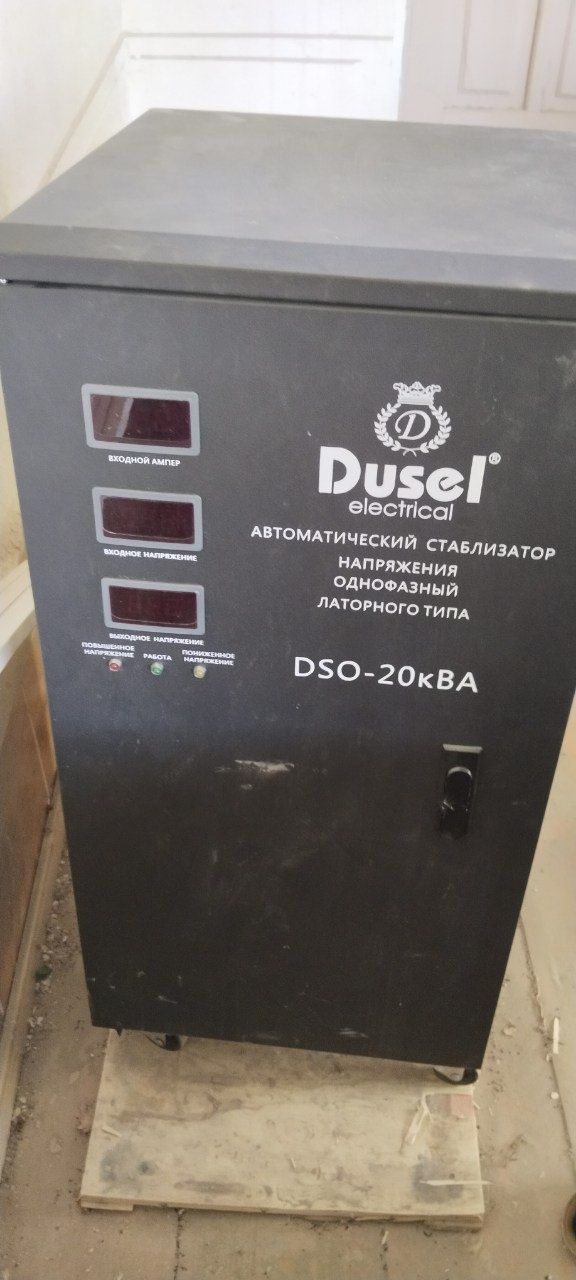 D
Dusel®
electrical
АВТОМАТИЧЕСКИЙ СТАБЛИЗАТОР
НАПРЯЖЕНИЯ
ОДНОФАЗНЫЙ
ЛАТОРНОГО ТИПА
DSO-20кВА
ВХОДНОЙ АМПЕР
ВХОДНОЕ НАПРЯЖЕНИЕ
ВЫХОДНОЕ НАПРЯЖЕНИЕ
ПОВЫШЕННОЕ
НАПРЯЖЕНИЕ
РАБОТА
ПОНИЖЕННОЕ
НАПРЯЖЕНИЕ